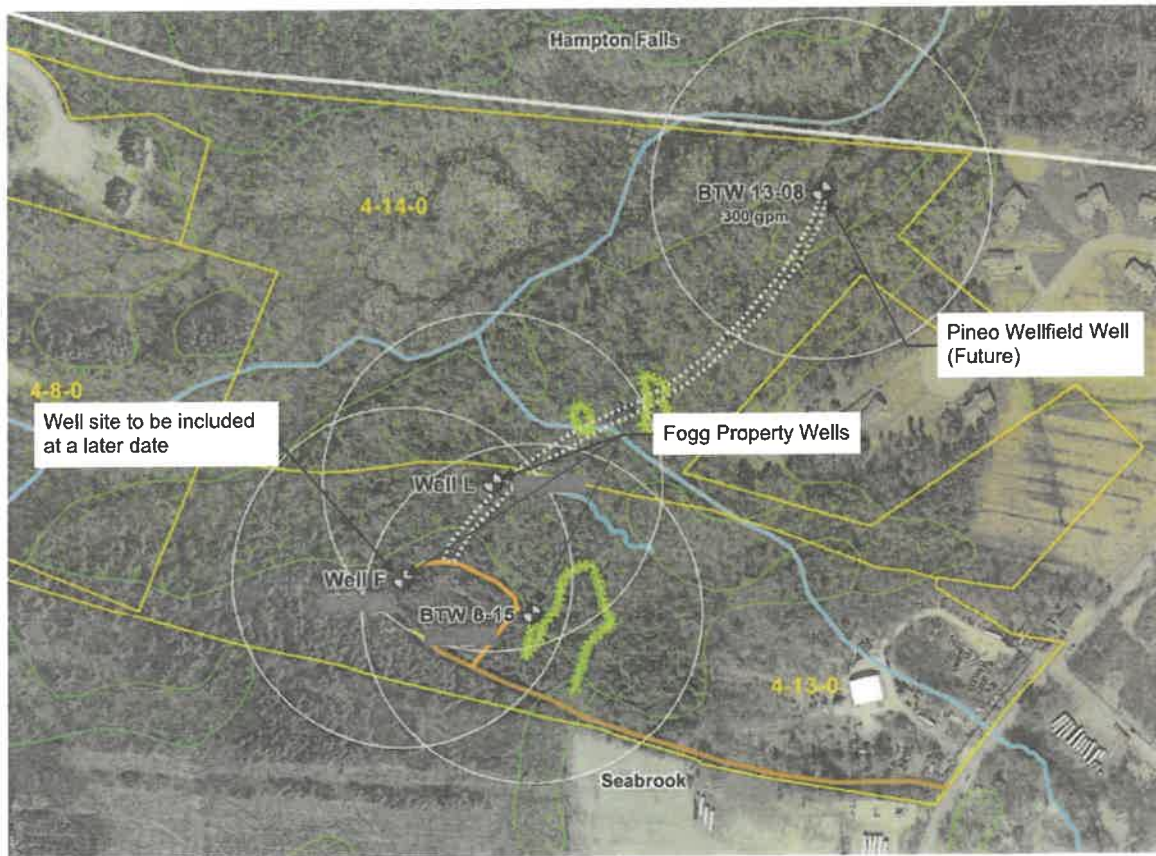 Hampton Falls
4-14-0
BTW 13-08
300 gpm
Pineo Wellfield Well
(Future)
4-8-0
Well site to be included
at a later date
Fogg Property Wells
Well L
Well F
BTW 8-15
4-13-0
Seabrook